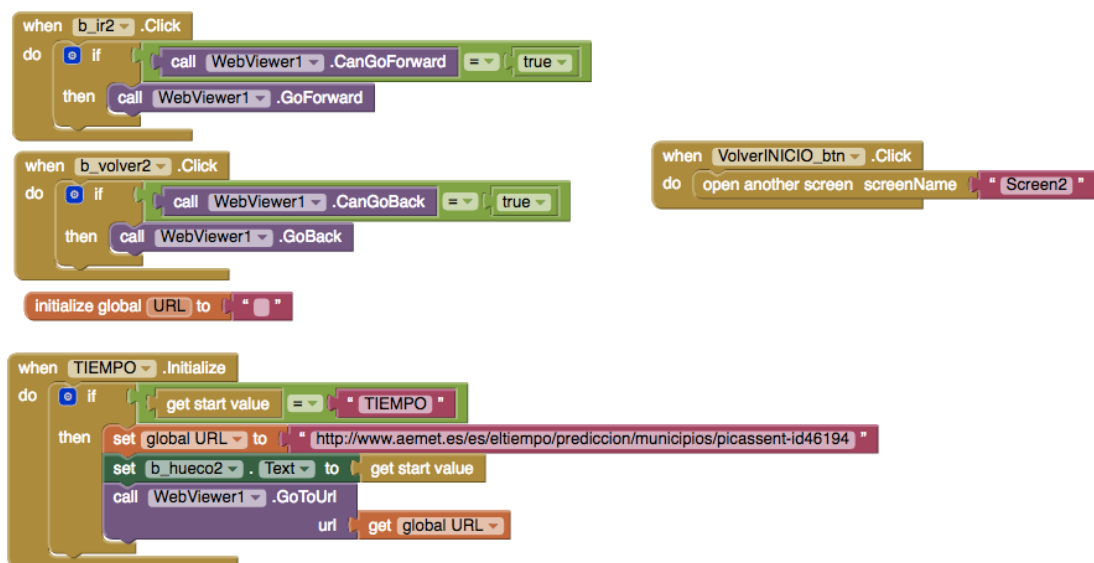 when b_ir2 .Click
do if call WebViewer1 .CanGoForward = true
then call WebViewer1 .GoForward
when b_volver2 .Click
do if call WebViewer1 .CanGoBack = true
then call WebViewer1 .GoBack
when VolverINICIO_btn .Click
do open another screen screenName " Screen2 "
initialize global URL to " "
when TIEMPO .Initialize
do if get start value = " TIEMPO "
then set global URL to " http://www.aemet.es/es/eltiempo/prediccion/municipios/picassent-id46194 "
set b_hueco2 . Text to get start value
call WebViewer1 .GoToUrl
url get global URL